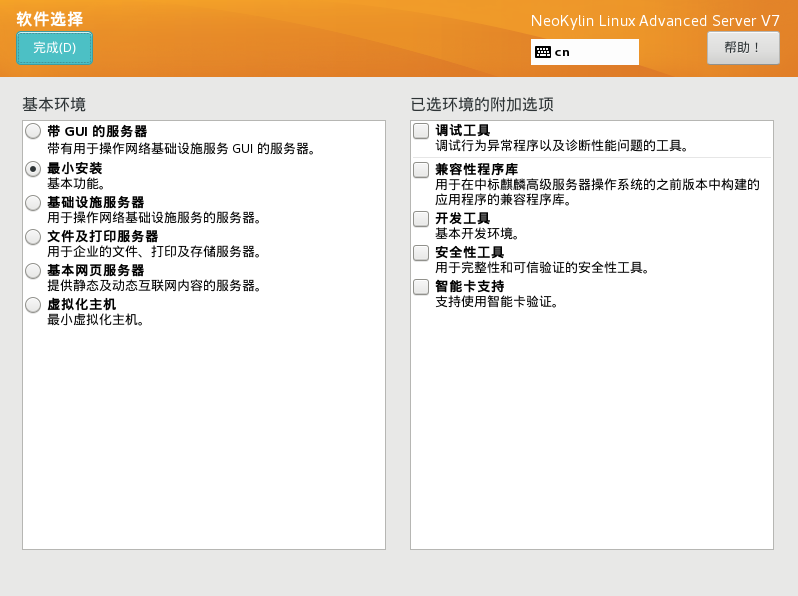 软件选择
NeoKylin Linux Advanced Server V7
完成(D)
cn
帮助！
基本环境
带 GUI 的服务器
带有用于操作网络基础设施服务 GUI 的服务器。
最小安装
基本功能。
基础设施服务器
用于操作网络基础设施服务的服务器。
文件及打印服务器
用于企业的文件、打印及存储服务器。
基本网页服务器
提供静态及动态互联网内容的服务器。
虚拟化主机
最小虚拟化主机。
已选环境的附加选项
调试工具
调试行为异常程序以及诊断性能问题的工具。
兼容性程序库
用于在中标麒麟高级服务器操作系统的之前版本中构建的
应用程序的兼容程序库。
开发工具
基本开发环境。
安全性工具
用于完整性和可信验证的安全性工具。
智能卡支持
支持使用智能卡验证。